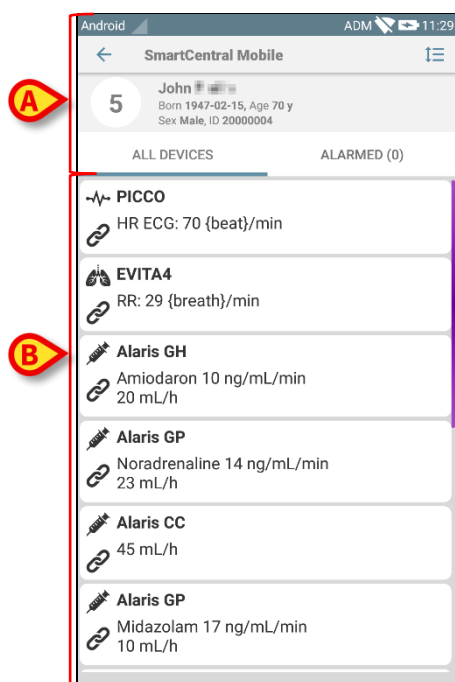 Android ADM 11:29
SmartCentral Mobile
5
John
Born 1947-02-15, Age 70 y
Sex Male, ID 20000004
A
ALL DEVICES ALARMED (0)
PICCO
HR ECG: 70 {beat}/min
EVITA4
RR: 29 {breath}/min
B
Alaris GH
Amiodaron 10 ng/mL/min
20 mL/h
Alaris GP
Noradrenaline 14 ng/mL/min
23 mL/h
Alaris CC
45 mL/h
Alaris GP
Midazolam 17 ng/mL/min
10 mL/h